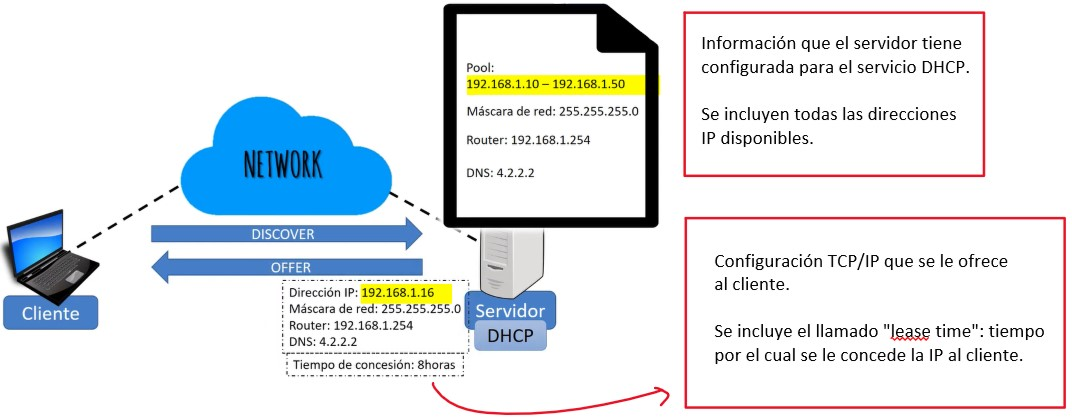 Pool:
192.168.1.10 – 192.168.1.50
Máscara de red: 255.255.255.0
Router: 192.168.1.254
DNS: 4.2.2.2
Información que el servidor tiene
configurada para el servicio DHCP.
Se incluyen todas las direcciones
IP disponibles.
NETWORK
DISCOVER
OFFER
Cliente
Dirección IP: 192.168.1.16
Máscara de red: 255.255.255.0
Router: 192.168.1.254
DNS: 4.2.2.2
Tiempo de concesión: 8horas
Servidor
DHCP
Configuración TCP/IP que se le ofrece
al cliente.
Se incluye el llamado "lease time": tiempo
por el cual se le concede la IP al cliente.